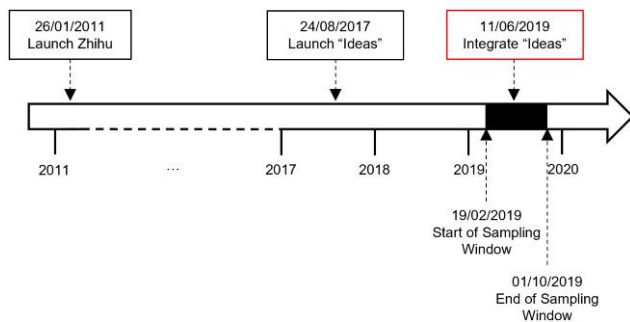 26/01/2011
Launch Zhihu
24/08/2017
Launch “Ideas”
11/06/2019
Integrate “Ideas”
2011
...
2017
2018
2019
2020
19/02/2019
Start of Sampling
Window
01/10/2019
End of Sampling
Window